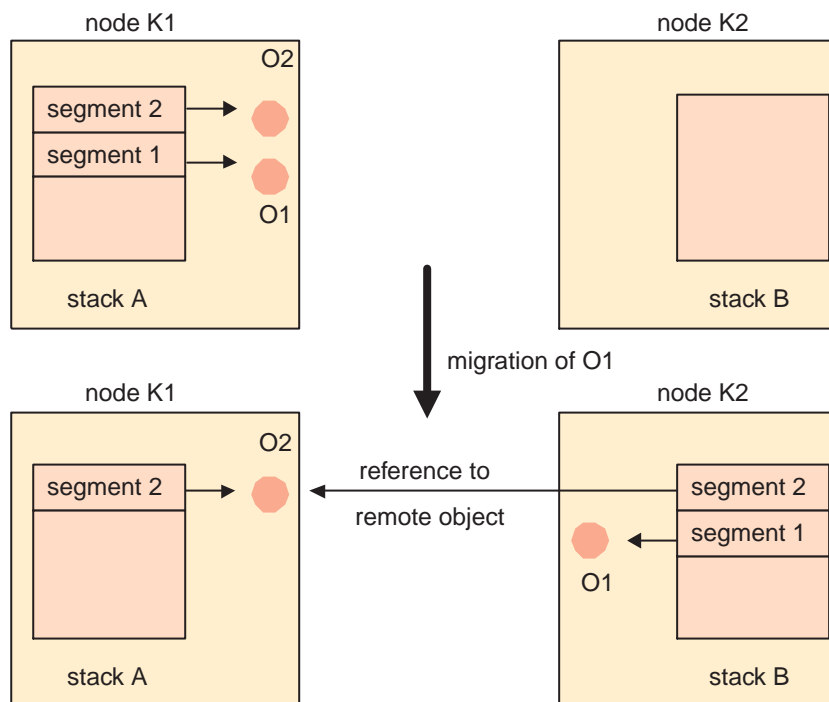 node K1
node K2
O2
segment 2
segment 1
O1
stack A
stack B
migration of O1
node K1
node K2
O2
segment 2
reference to
remote object
segment 2
segment 1
O1
stack A
stack B